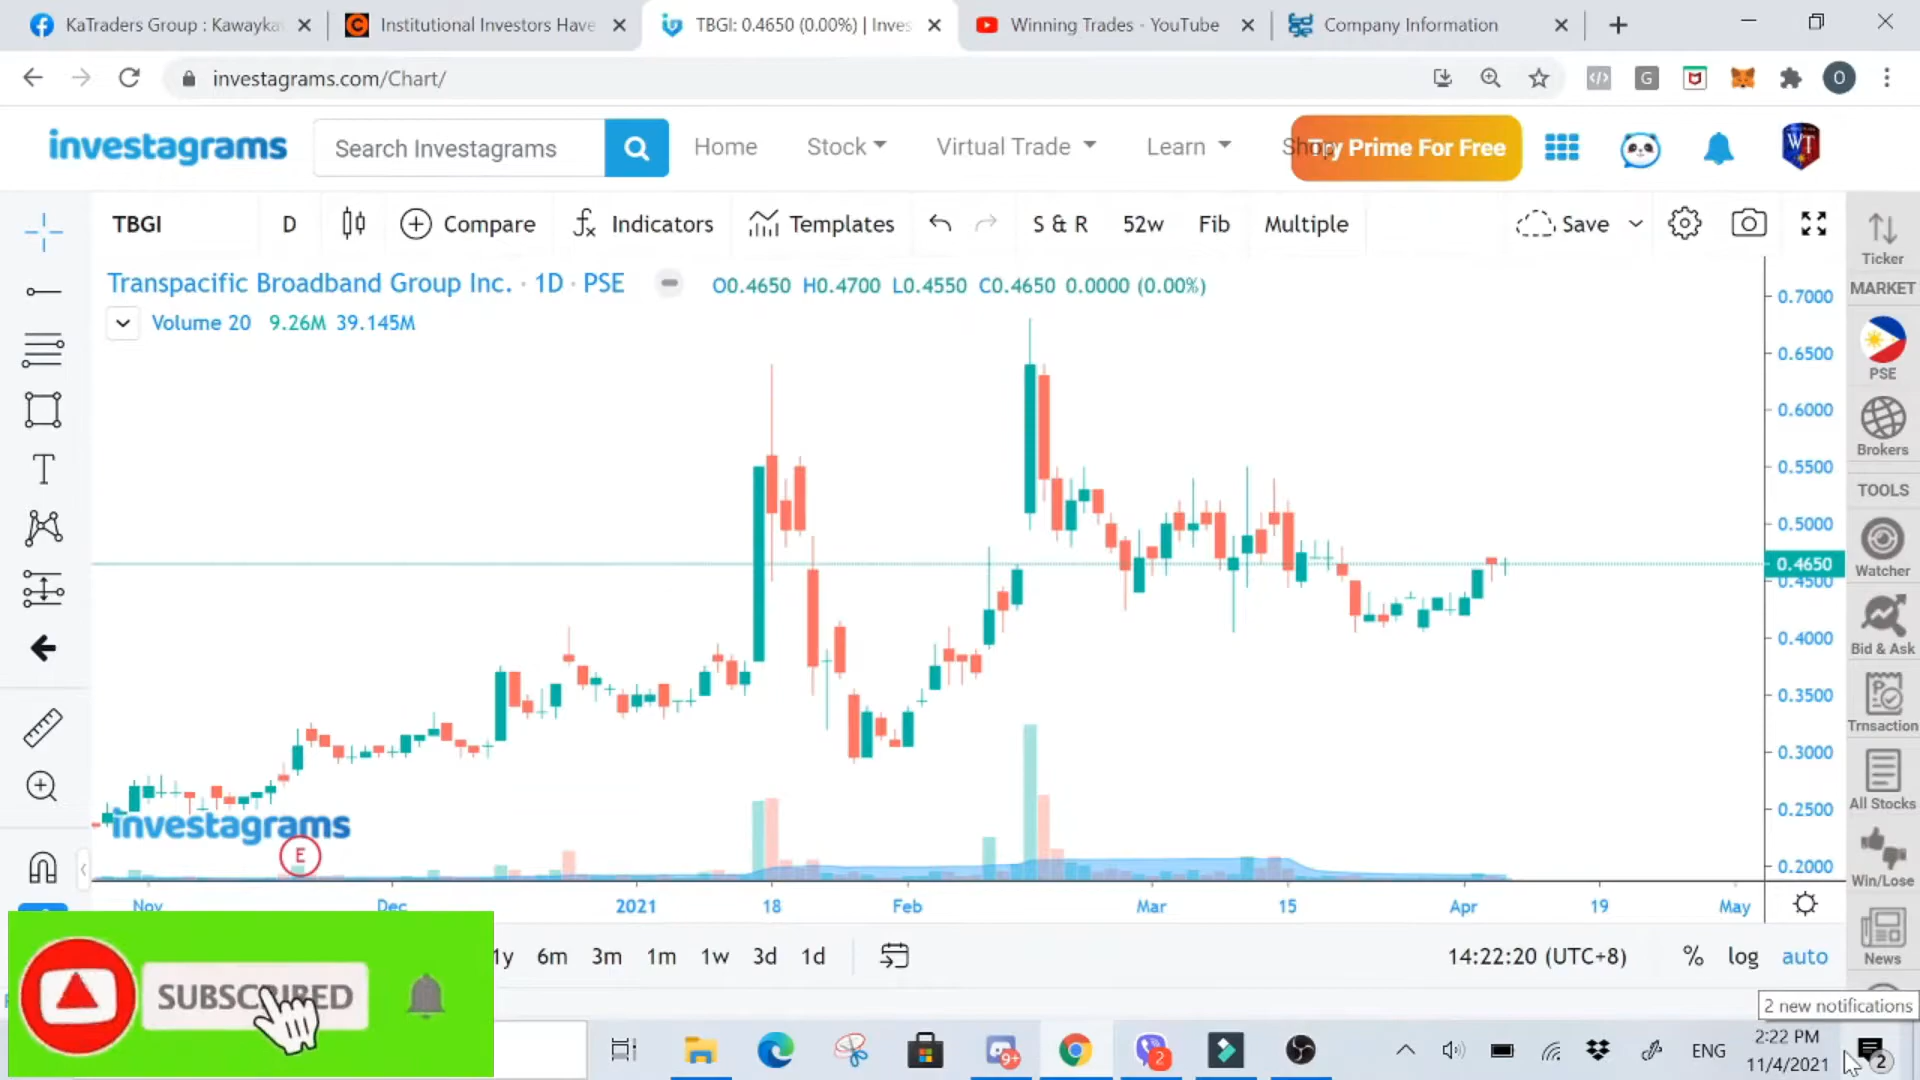 KaTraders Group : Kawayka
Institutional Investors Have
TBGI: 0.4650 (0.00%) | Inves
Winning Trades - YouTube
Company Information
investagrams.com/Chart/
G
O
investagrams
Search Investagrams
Home
Stock
Virtual Trade
Learn
Shop
Try Prime For Free
WT
TBGI
D
Compare
Indicators
Templates
S & R
52w
Fib
Multiple
Save
Ticker
MARKET
PSE
Brokers
TOOLS
Watcher
Bid & Ask
Trnsaction
All Stocks
Win/Lose
News
Transpacific Broadband Group Inc. · 1D · PSE
O0.4650 H0.4700 L0.4550 C0.4650 0.0000 (0.00%)
Volume 20 9.26M 39.145M
0.7000
0.6500
0.6000
0.5500
0.5000
0.4650
0.4500
0.4000
0.3500
0.3000
0.2500
0.2000
investagrams
E
Nov
Dec
2021
18
Feb
Mar
15
Apr
19
May
1y 6m 3m 1m 1w 3d 1d
14:22:20 (UTC+8)
% log auto
SUBSCRIBED
2 new notifications
9+
2
ENG
2:22 PM
11/4/2021
2